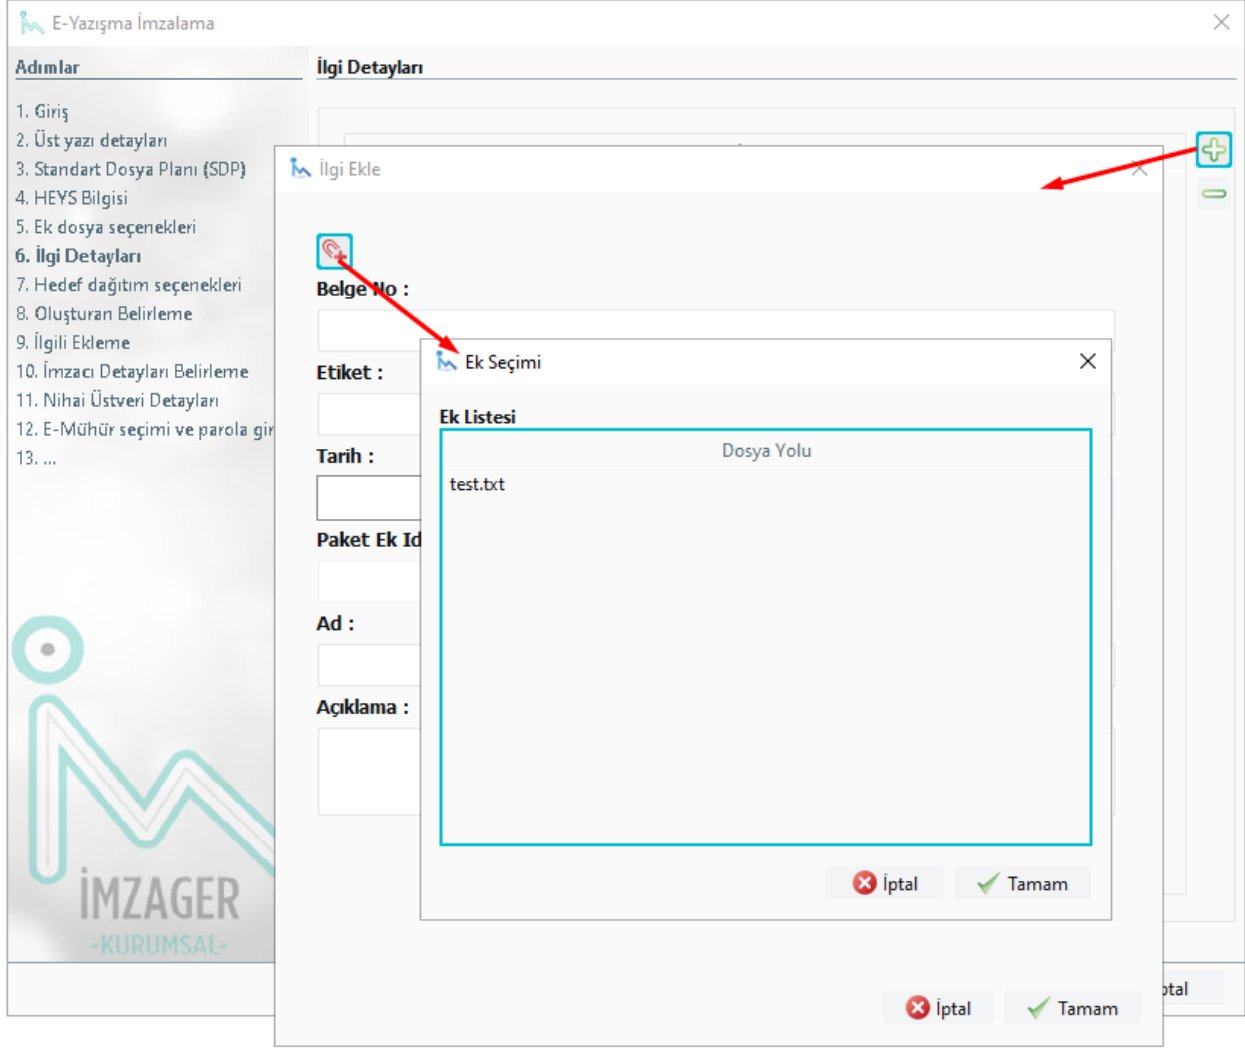 E-Yazışma İmzalama
Adımlar
1. Giriş
2. Üst yazı detayları
3. Standart Dosya Planı (SDP)
4. HEYS Bilgisi
5. Ek dosya seçenekleri
6. İlgi Detayları
7. Hedef dağıtım seçenekleri
8. Oluşturan Belirleme
9. İlgili Ekleme
10. İmzacı Detayları Belirleme
11. Nihai Üstveri Detayları
12. E-Mühür seçimi ve parola gir
13. ...
İMZAGER
-KURUMSAL-
İlgi Detayları
İlgi Ekle
Belge No :
Etiket :
Tarih :
Paket Ek Id
Ad :
Açıklama :
Ek Seçimi
Ek Listesi
Dosya Yolu
test.txt
İptal
Tamam
İptal
Tamam
ptal